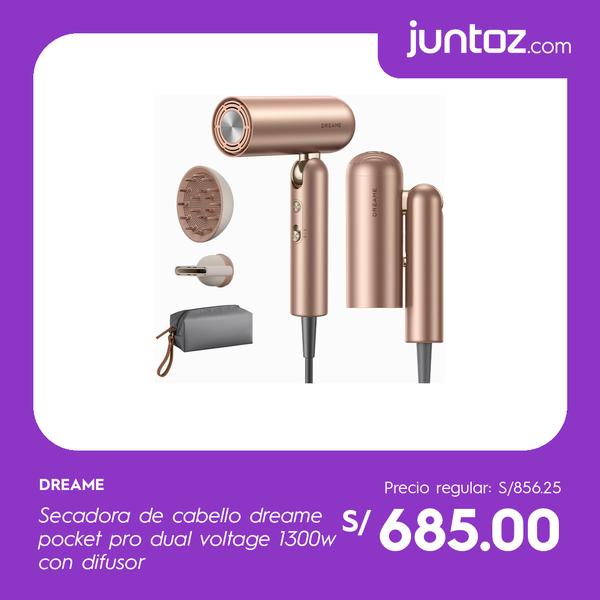 juntoz.com
DREAME
DREAME
DREAME
Precio regular: S/856.25
Secadora de cabello dreame
pocket pro dual voltage 1300w
con difusor
S/ 685.00